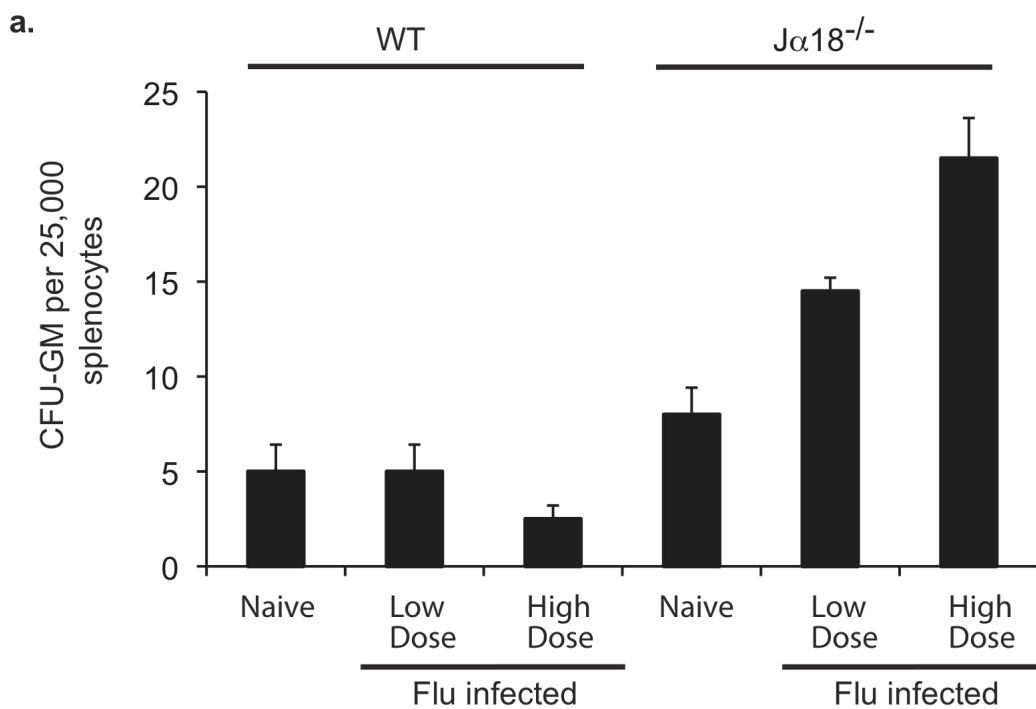 a.
WT
Jα18-/-
CFU-GM per 25,000
splenocytes
25
20
15
10
5
0
Naive
Low
Dose
High
Dose
Naive
Low
Dose
High
Dose
Flu infected
Flu infected